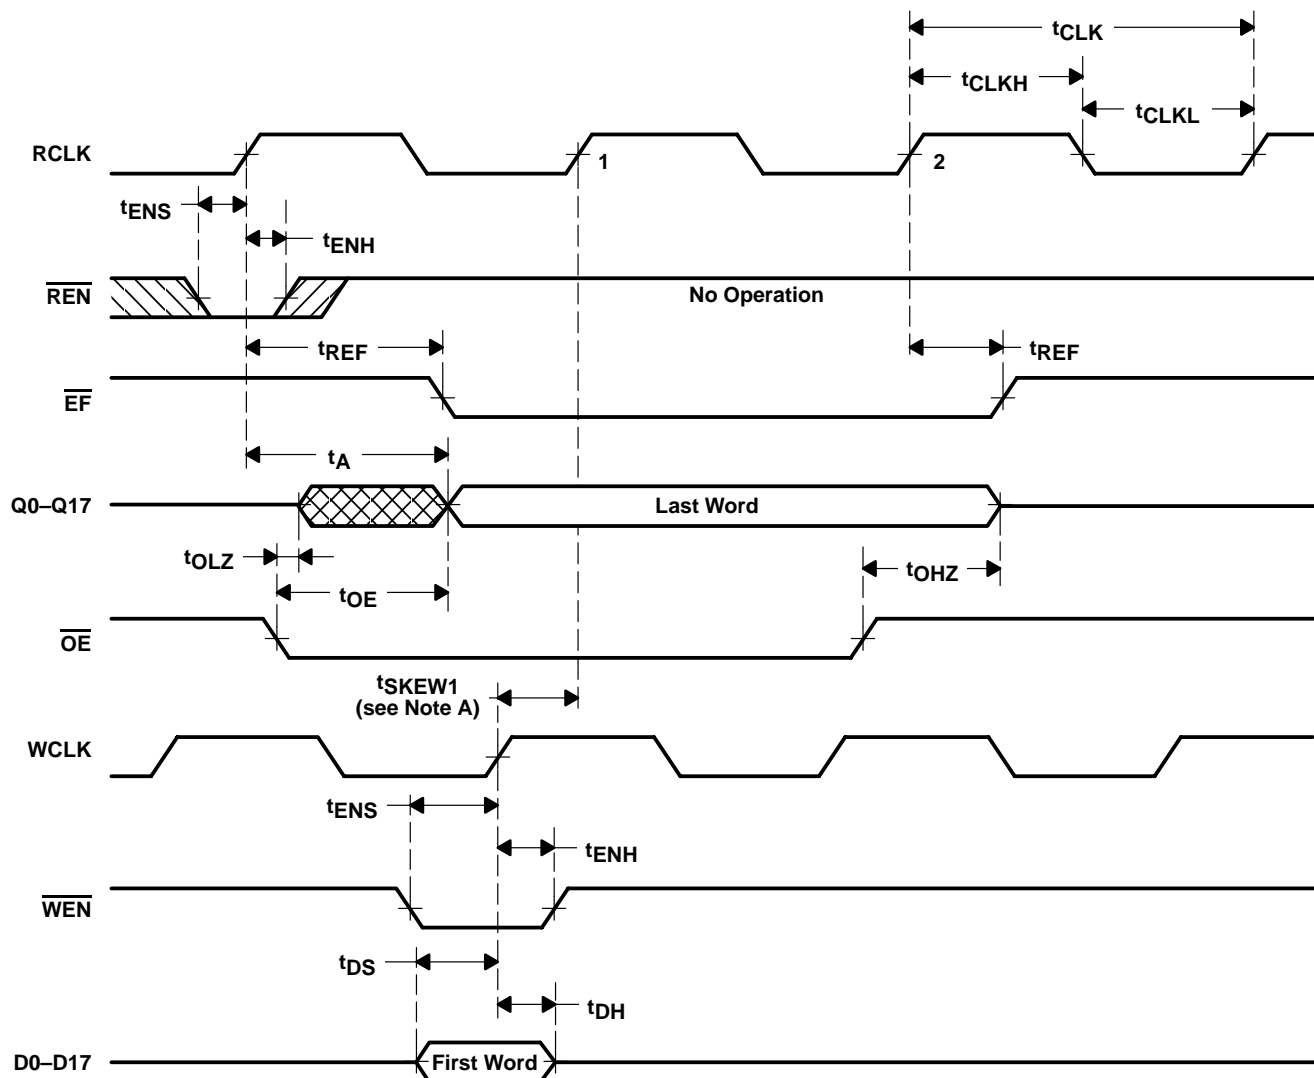 tCLK
tCLKH
tCLKL
RCLK
1
2
tENS
tENH
REN
No Operation
tREF
tREF
EF
tA
Q0–Q17
Last Word
tOLZ
tOHZ
tOE
OE
tSKEW1
(see Note A)
WCLK
tENS
tENH
WEN
tDS
tDH
D0–D17
First Word